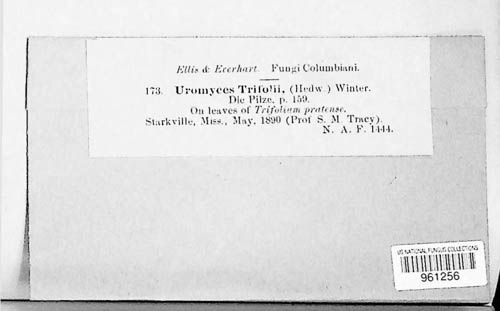 Ellis & Everhart. Fungi Columbiani.
173. Uromyces Trifolii, (Hedw.) Winter.
Die Pilze, p. 159.
On leaves of Trifolium pratense.
Starkville, Miss., May, 1890 (Prof S. M. Tracy).
N. A. F. 1444.
US NATIONAL FUNGUS COLLECTIONS
961256